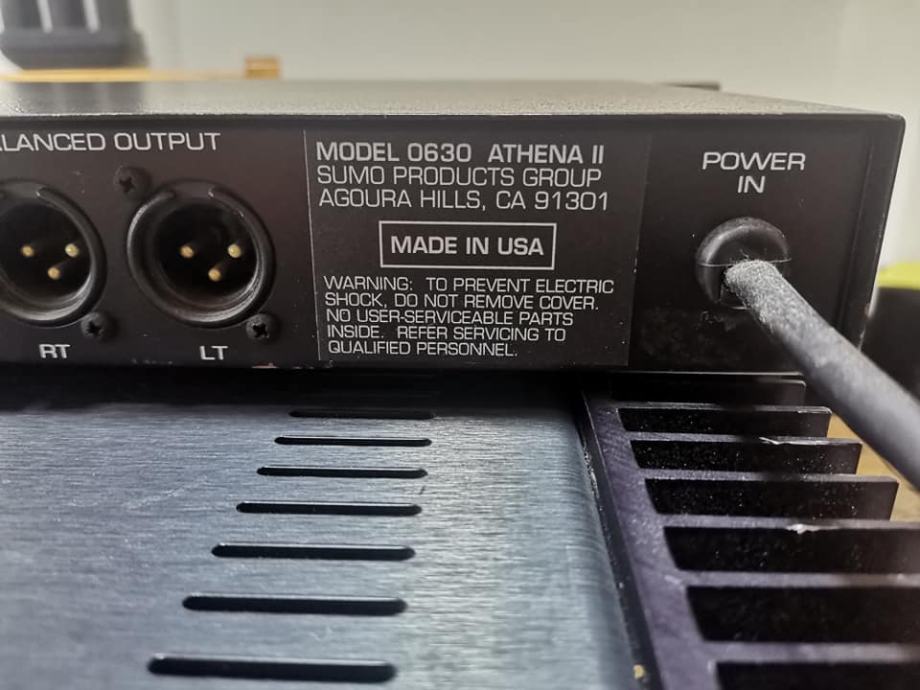 BALANCED OUTPUT
RT
LT
MODEL 0630 ATHENA II
SUMO PRODUCTS GROUP
AGOURA HILLS, CA 91301
MADE IN USA
WARNING: TO PREVENT ELECTRIC
SHOCK, DO NOT REMOVE COVER.
NO USER-SERVICEABLE PARTS
INSIDE. REFER SERVICING TO
QUALIFIED PERSONNEL.
POWER
IN